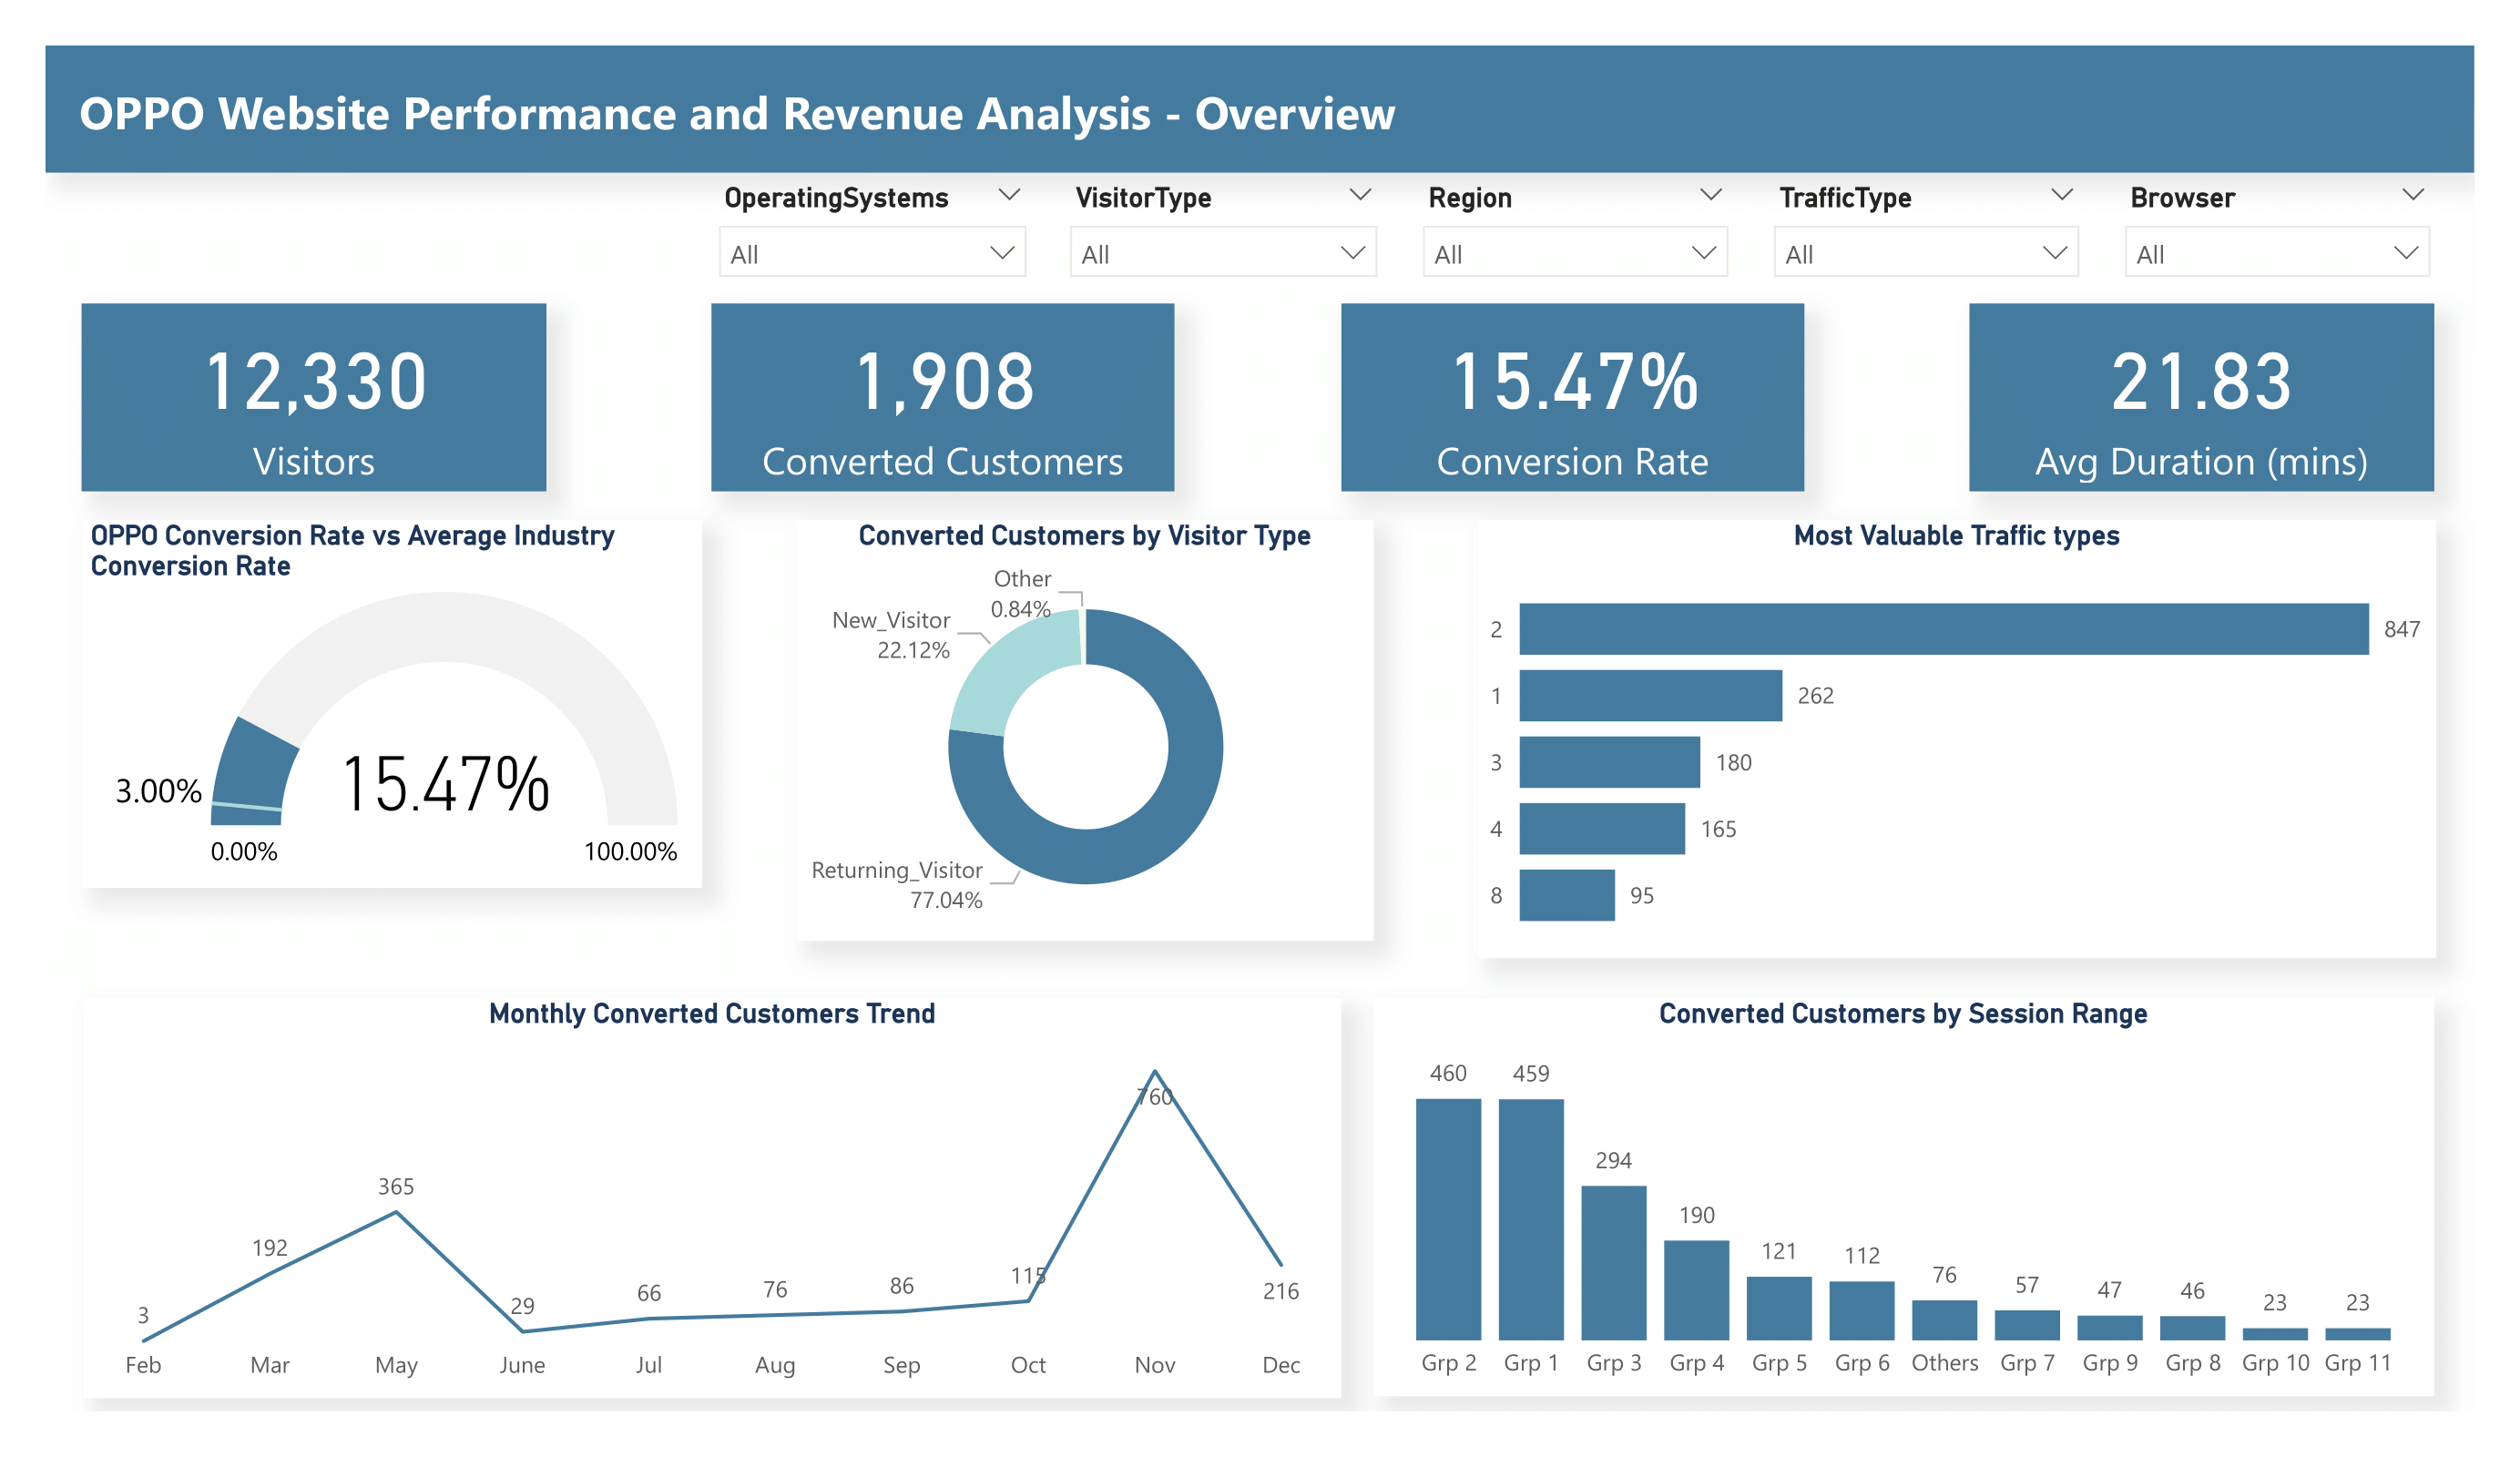 OPPO Website Performance and Revenue Analysis - Overview
OperatingSystems
All
VisitorType
All
Region
All
TrafficType
All
Browser
All
12,330
Visitors
1,908
Converted Customers
15.47%
Conversion Rate
21.83
Avg Duration (mins)
OPPO Conversion Rate vs Average Industry
Conversion Rate
3.00%
15.47%
0.00%
100.00%
Converted Customers by Visitor Type
Other
0.84%
New_Visitor
22.12%
Returning_Visitor
77.04%
Most Valuable Traffic types
2 847
1 262
3 180
4 165
8 95
Monthly Converted Customers Trend
3
192
365
29
66
76
86
115
760
216
Feb Mar May June Jul Aug Sep Oct Nov Dec
Converted Customers by Session Range
460 459 294 190 121 112 76 57 47 46 23 23
Grp 2 Grp 1 Grp 3 Grp 4 Grp 5 Grp 6 Others Grp 7 Grp 9 Grp 8 Grp 10 Grp 11